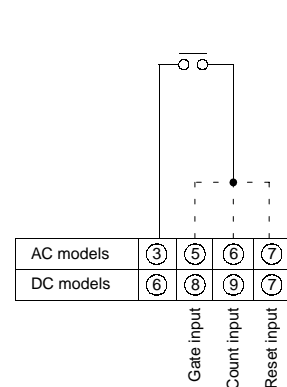 AC models 3 5 6 7
DC models 6 8 9 7
Gate input
Count input
Reset input